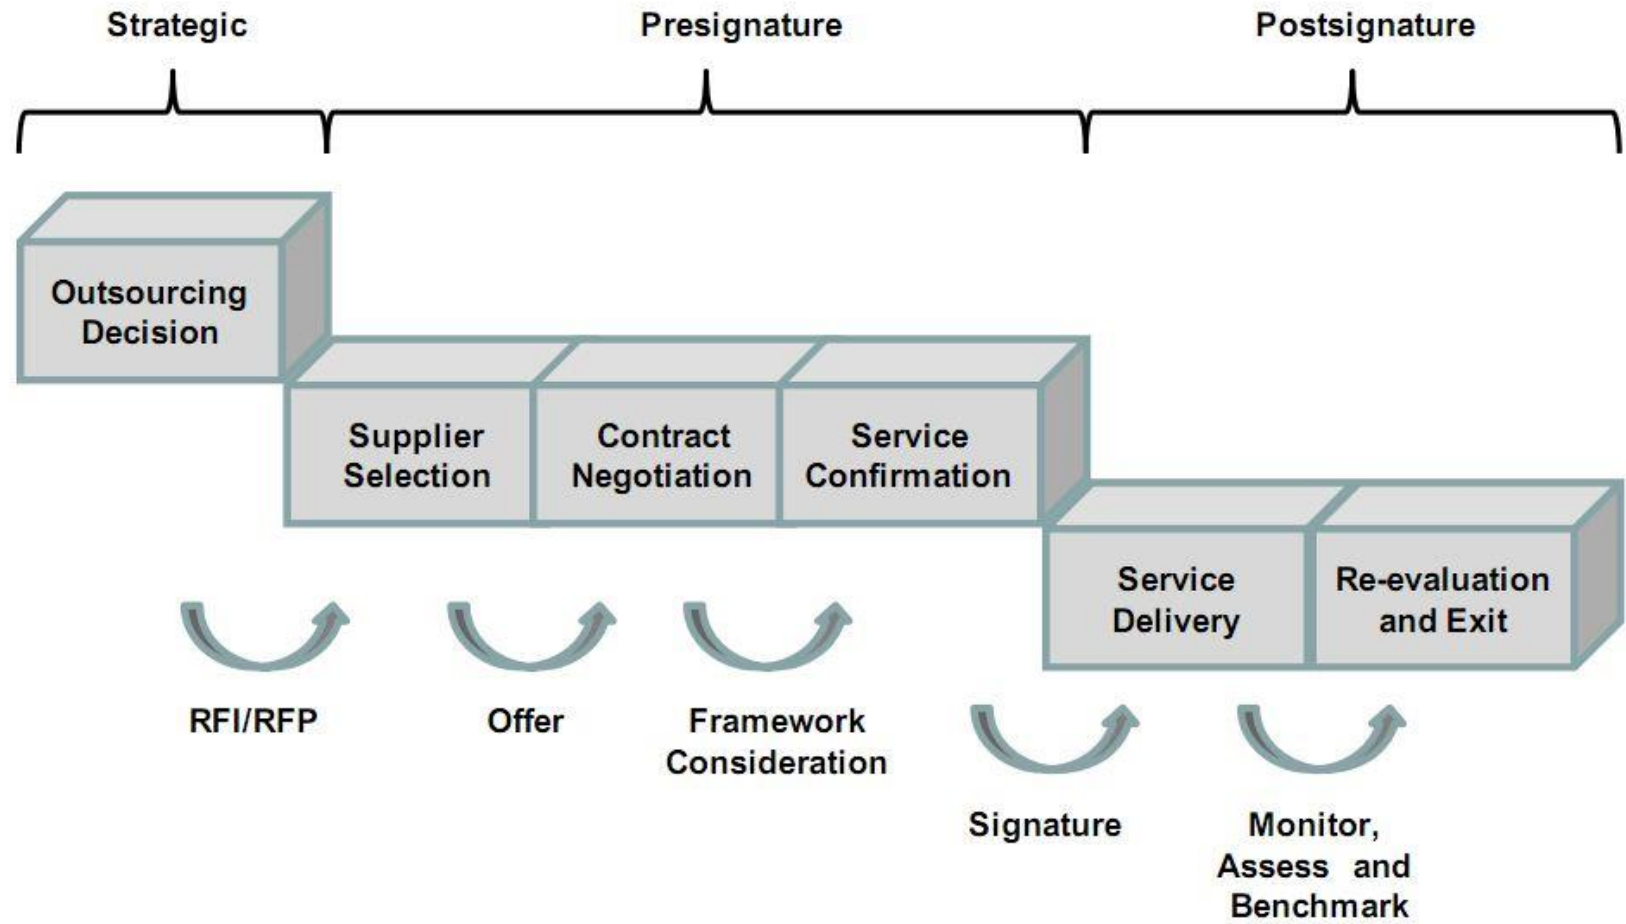 Strategic
Presignature
Postsignature
Outsourcing
Decision
Supplier
Selection
Contract
Negotiation
Service
Confirmation
Service
Delivery
Re-evaluation
and Exit
RFI/RFP
Offer
Framework
Consideration
Signature
Monitor,
Assess and
Benchmark